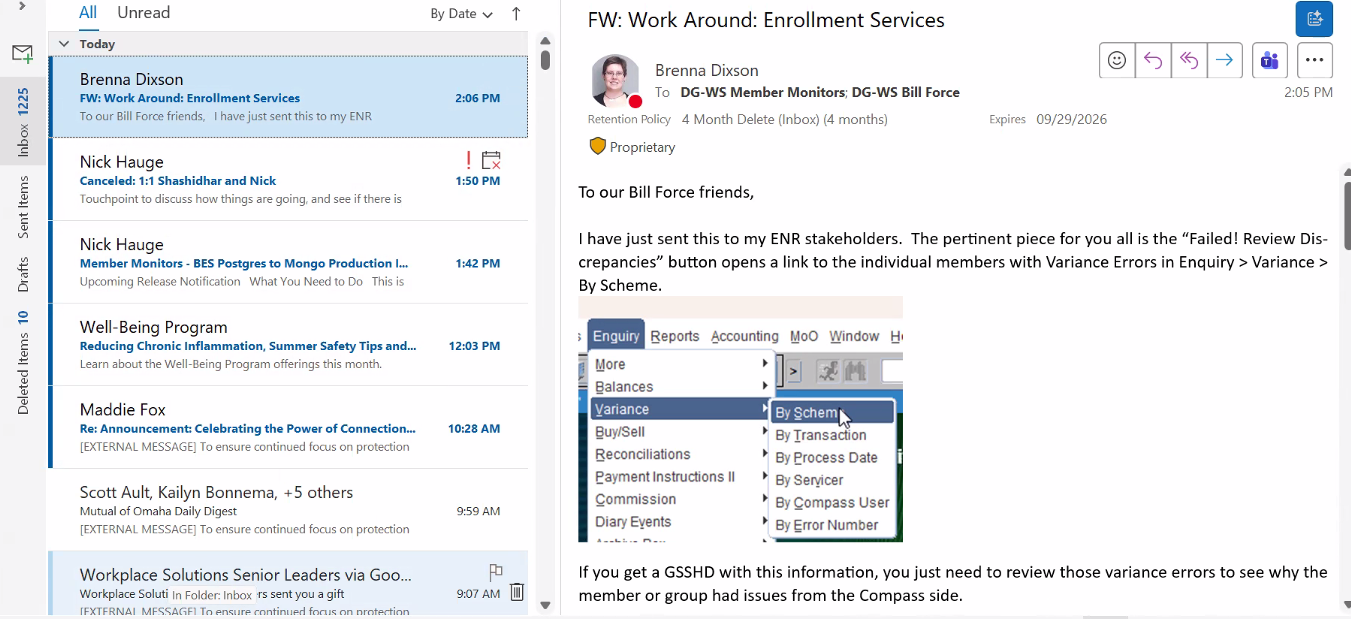 All Unread By Date
Today
Inbox 1225
Sent Items
Drafts
Deleted Items 10
Brenna Dixson
FW: Work Around: Enrollment Services 2:06 PM
To our Bill Force friends, I have just sent this to my ENR
Nick Hauge
Canceled: 1:1 Shashidhar and Nick 1:50 PM
Touchpoint to discuss how things are going, and see if there is
Nick Hauge
Member Monitors - BES Postgres to Mongo Production I... 1:42 PM
Upcoming Release Notification What You Need to Do This is
Well-Being Program
Reducing Chronic Inflammation, Summer Safety Tips and... 12:03 PM
Learn about the Well-Being Program offerings this month.
Maddie Fox
Re: Announcement: Celebrating the Power of Connection... 10:28 AM
[EXTERNAL MESSAGE] To ensure continued focus on protection
Scott Ault, Kailyn Bonnema, +5 others
Mutual of Omaha Daily Digest 9:59 AM
[EXTERNAL MESSAGE] To ensure continued focus on protection
Workplace Solutions Senior Leaders via Goo...
Workplace Soluti In Folder: Inbox rs sent you a gift 9:07 AM
[EXTERNAL MESSAGE] To ensure continued focus on protection
FW: Work Around: Enrollment Services
Brenna Dixson
To DG-WS Member Monitors; DG-WS Bill Force
2:05 PM
Retention Policy 4 Month Delete (Inbox) (4 months) Expires 09/29/2026
Proprietary
To our Bill Force friends,
I have just sent this to my ENR stakeholders. The pertinent piece for you all is the “Failed! Review Dis-
crepancies” button opens a link to the individual members with Variance Errors in Enquiry > Variance >
By Scheme.
s Enquiry Reports Accounting MoO Window He
More
Balances
Variance
Buy/Sell
Reconciliations
Payment Instructions II
Commission
Diary Events
Archive Box
>
By Schem
By Transaction
By Process Date
By Servicer
By Compass User
By Error Number
If you get a GSSHD with this information, you just need to review those variance errors to see why the
member or group had issues from the Compass side.